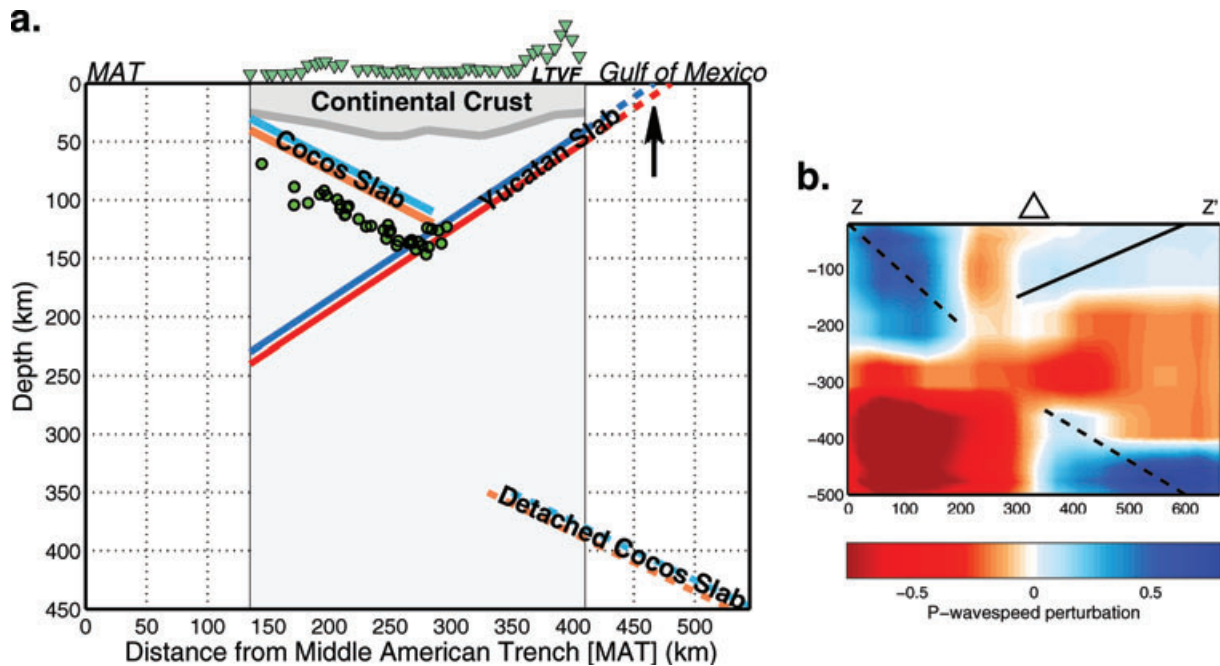 a.
MAT
LTVF
Gulf of Mexico
0
50
100
150
200
250
300
350
400
450
Depth (km)
Continental Crust
Cocos Slab
Yucatan Slab
Detached Cocos Slab
0
50
100
150
200
250
300
350
400
450
500
Distance from Middle American Trench [MAT] (km)
b.
Z
Z'
-100
-200
-300
-400
-500
0
100
200
300
400
500
600
-0.5
0
0.5
P-wavespeed perturbation